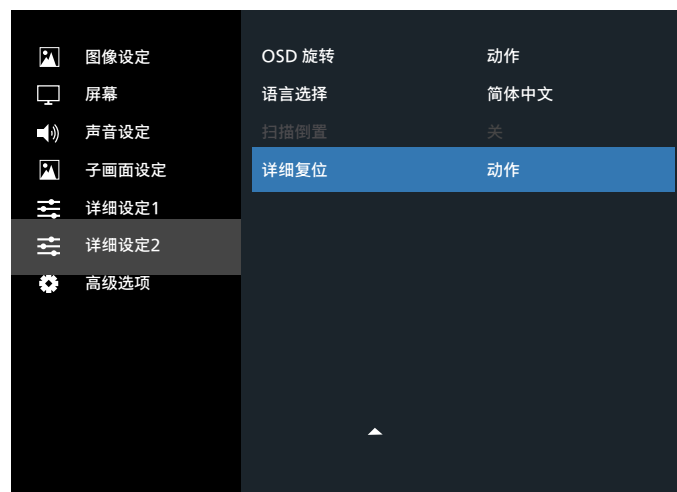 图像设定
屏幕
声音设定
子画面设定
详细设定1
详细设定2
高级选项
OSD 旋转 动作
语言选择 简体中文
扫描倒置 关
详细复位 动作